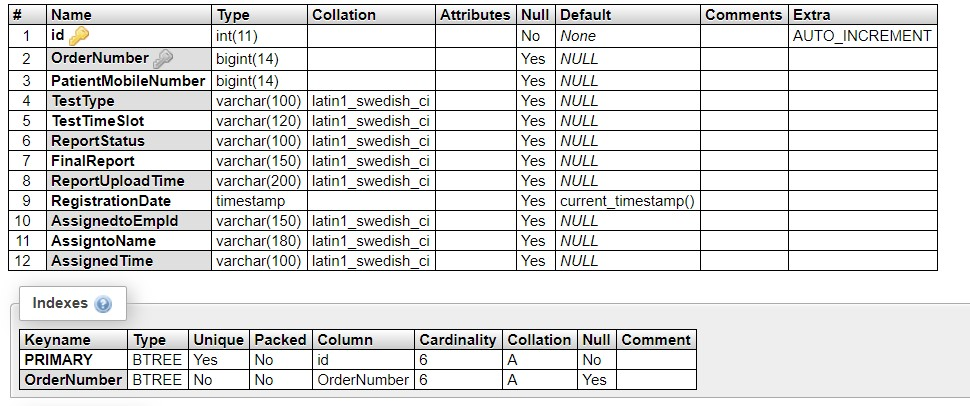 # Name Type Collation Attributes Null Default Comments Extra
1 id int(11) No None AUTO_INCREMENT
2 OrderNumber bigint(14) Yes NULL
3 PatientMobileNumber bigint(14) Yes NULL
4 TestType varchar(100) latin1_swedish_ci Yes NULL
5 TestTimeSlot varchar(120) latin1_swedish_ci Yes NULL
6 ReportStatus varchar(100) latin1_swedish_ci Yes NULL
7 FinalReport varchar(150) latin1_swedish_ci Yes NULL
8 ReportUploadTime varchar(200) latin1_swedish_ci Yes NULL
9 RegistrationDate timestamp Yes current_timestamp()
10 AssignedtoEmpId varchar(150) latin1_swedish_ci Yes NULL
11 AssigntoName varchar(180) latin1_swedish_ci Yes NULL
12 AssignedTime varchar(100) latin1_swedish_ci Yes NULL
Indexes
Keyname Type Unique Packed Column Cardinality Collation Null Comment
PRIMARY BTREE Yes No id 6 A No
OrderNumber BTREE No No OrderNumber 6 A Yes